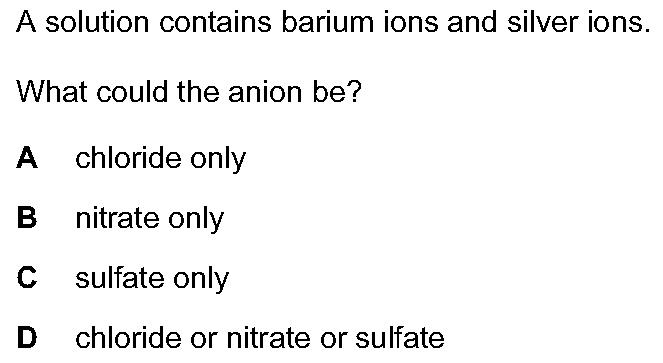 A solution contains barium ions and silver ions.
What could the anion be?
A chloride only
B nitrate only
C sulfate only
D chloride or nitrate or sulfate